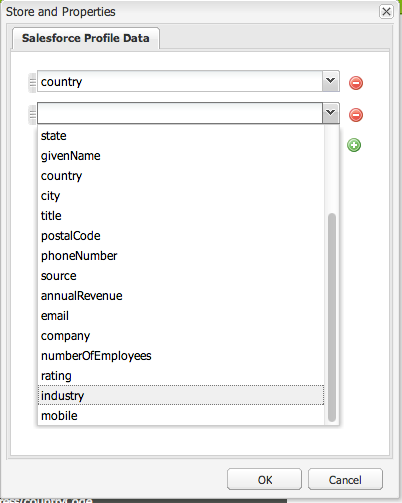 Store and Properties
Salesforce Profile Data
country
state
givenName
country
city
title
postalCode
phoneNumber
source
annualRevenue
email
company
numberOfEmployees
rating
industry
mobile
OK
Cancel